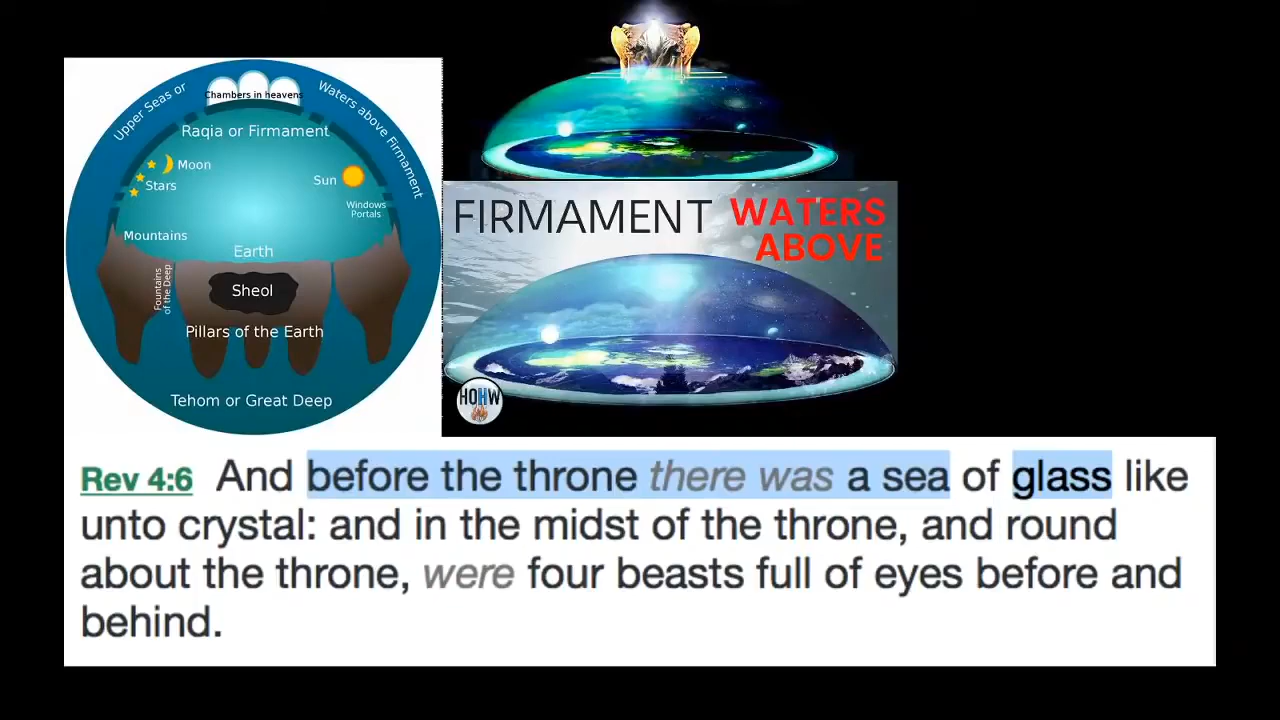 Upper Seas or
Waters above Firmament
Chambers in heavens
Raqia or Firmament
Moon
Stars
Sun
Windows
Portals
Mountains
Earth
Fountains
of the Deep
Sheol
Pillars of the Earth
Tehom or Great Deep
FIRMAMENT WATERS
ABOVE
HOHW
Rev 4:6 And before the throne there was a sea of glass like
unto crystal: and in the midst of the throne, and round
about the throne, were four beasts full of eyes before and
behind.